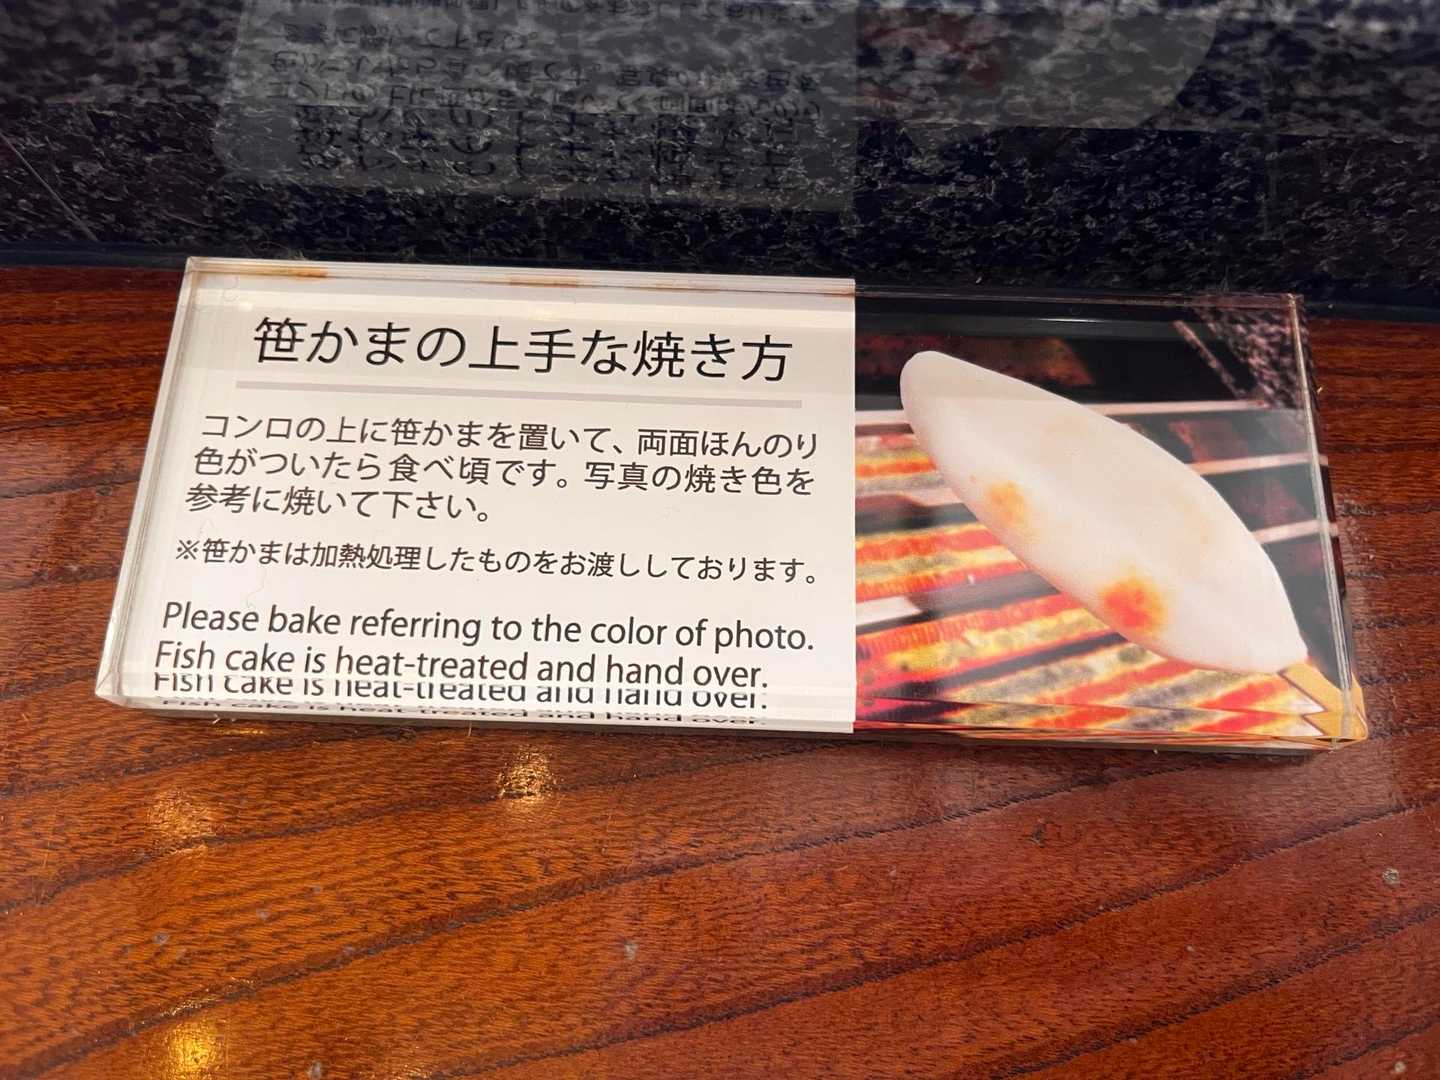 笹かまの上手な焼き方
コンロの上に笹かまを置いて、両面ほんのり
色がついたら食べ頃です。写真の焼き色を
参考に焼いて下さい。
※笹かまは加熱処理したものをお渡ししております。
Please bake referring to the color of photo.
Fish cake is heat-treated and hand over.